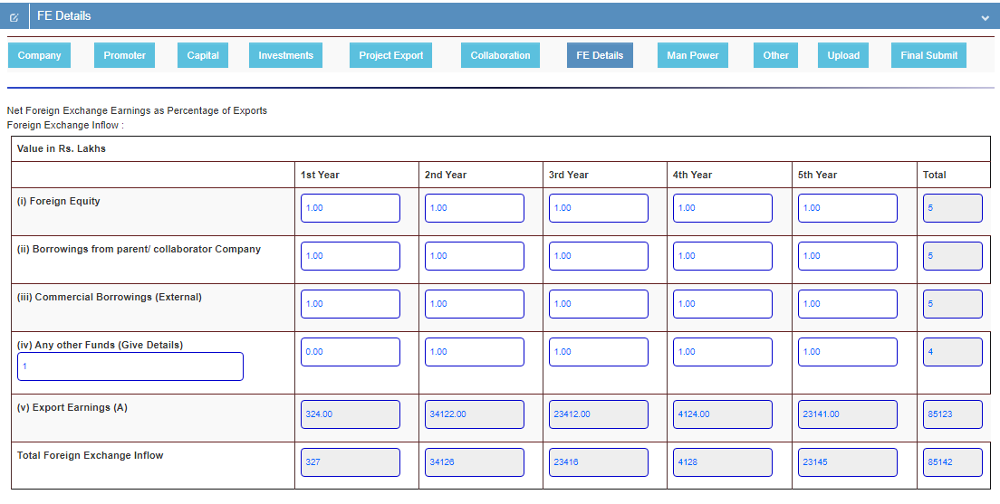 FE Details
Company Promoter Capital Investments Project Export Collaboration FE Details Man Power Other Upload Final Submit
Net Foreign Exchange Earnings as Percentage of Exports
Foreign Exchange Inflow :
Value in Rs. Lakhs
1st Year 2nd Year 3rd Year 4th Year 5th Year Total
(i) Foreign Equity 1.00 1.00 1.00 1.00 1.00 5
(ii) Borrowings from parent/ collaborator Company 1.00 1.00 1.00 1.00 1.00 5
(iii) Commercial Borrowings (External) 1.00 1.00 1.00 1.00 1.00 5
(iv) Any other Funds (Give Details) 0.00 1.00 1.00 1.00 1.00 4
1
(v) Export Earnings (A) 324.00 34122.00 23412.00 4124.00 23141.00 85123
Total Foreign Exchange Inflow 327 34126 23416 4128 23145 85142